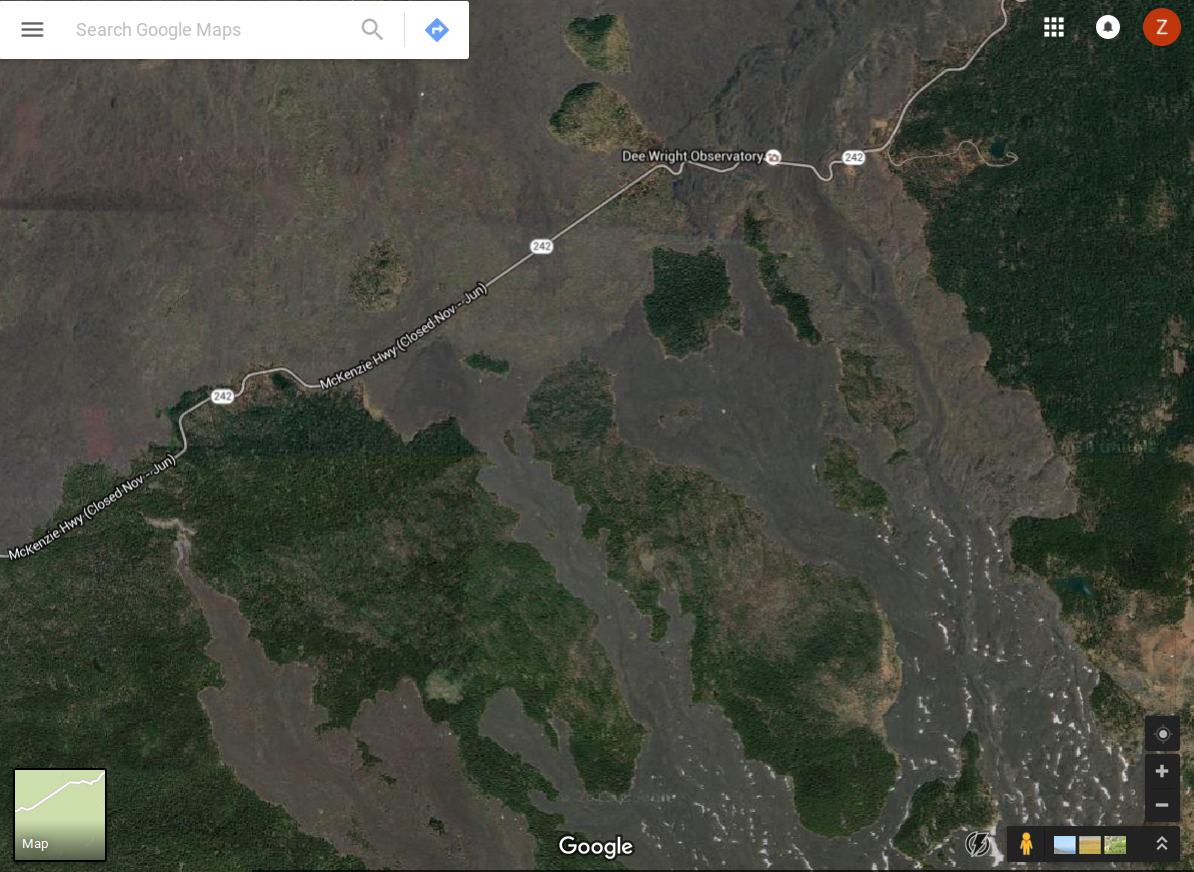 Search Google Maps
Z
Dee Wright Observatory
242
242
McKenzie Hwy (Closed Nov – Jun)
242
McKenzie Hwy (Closed Nov – Jun)
Map
Google